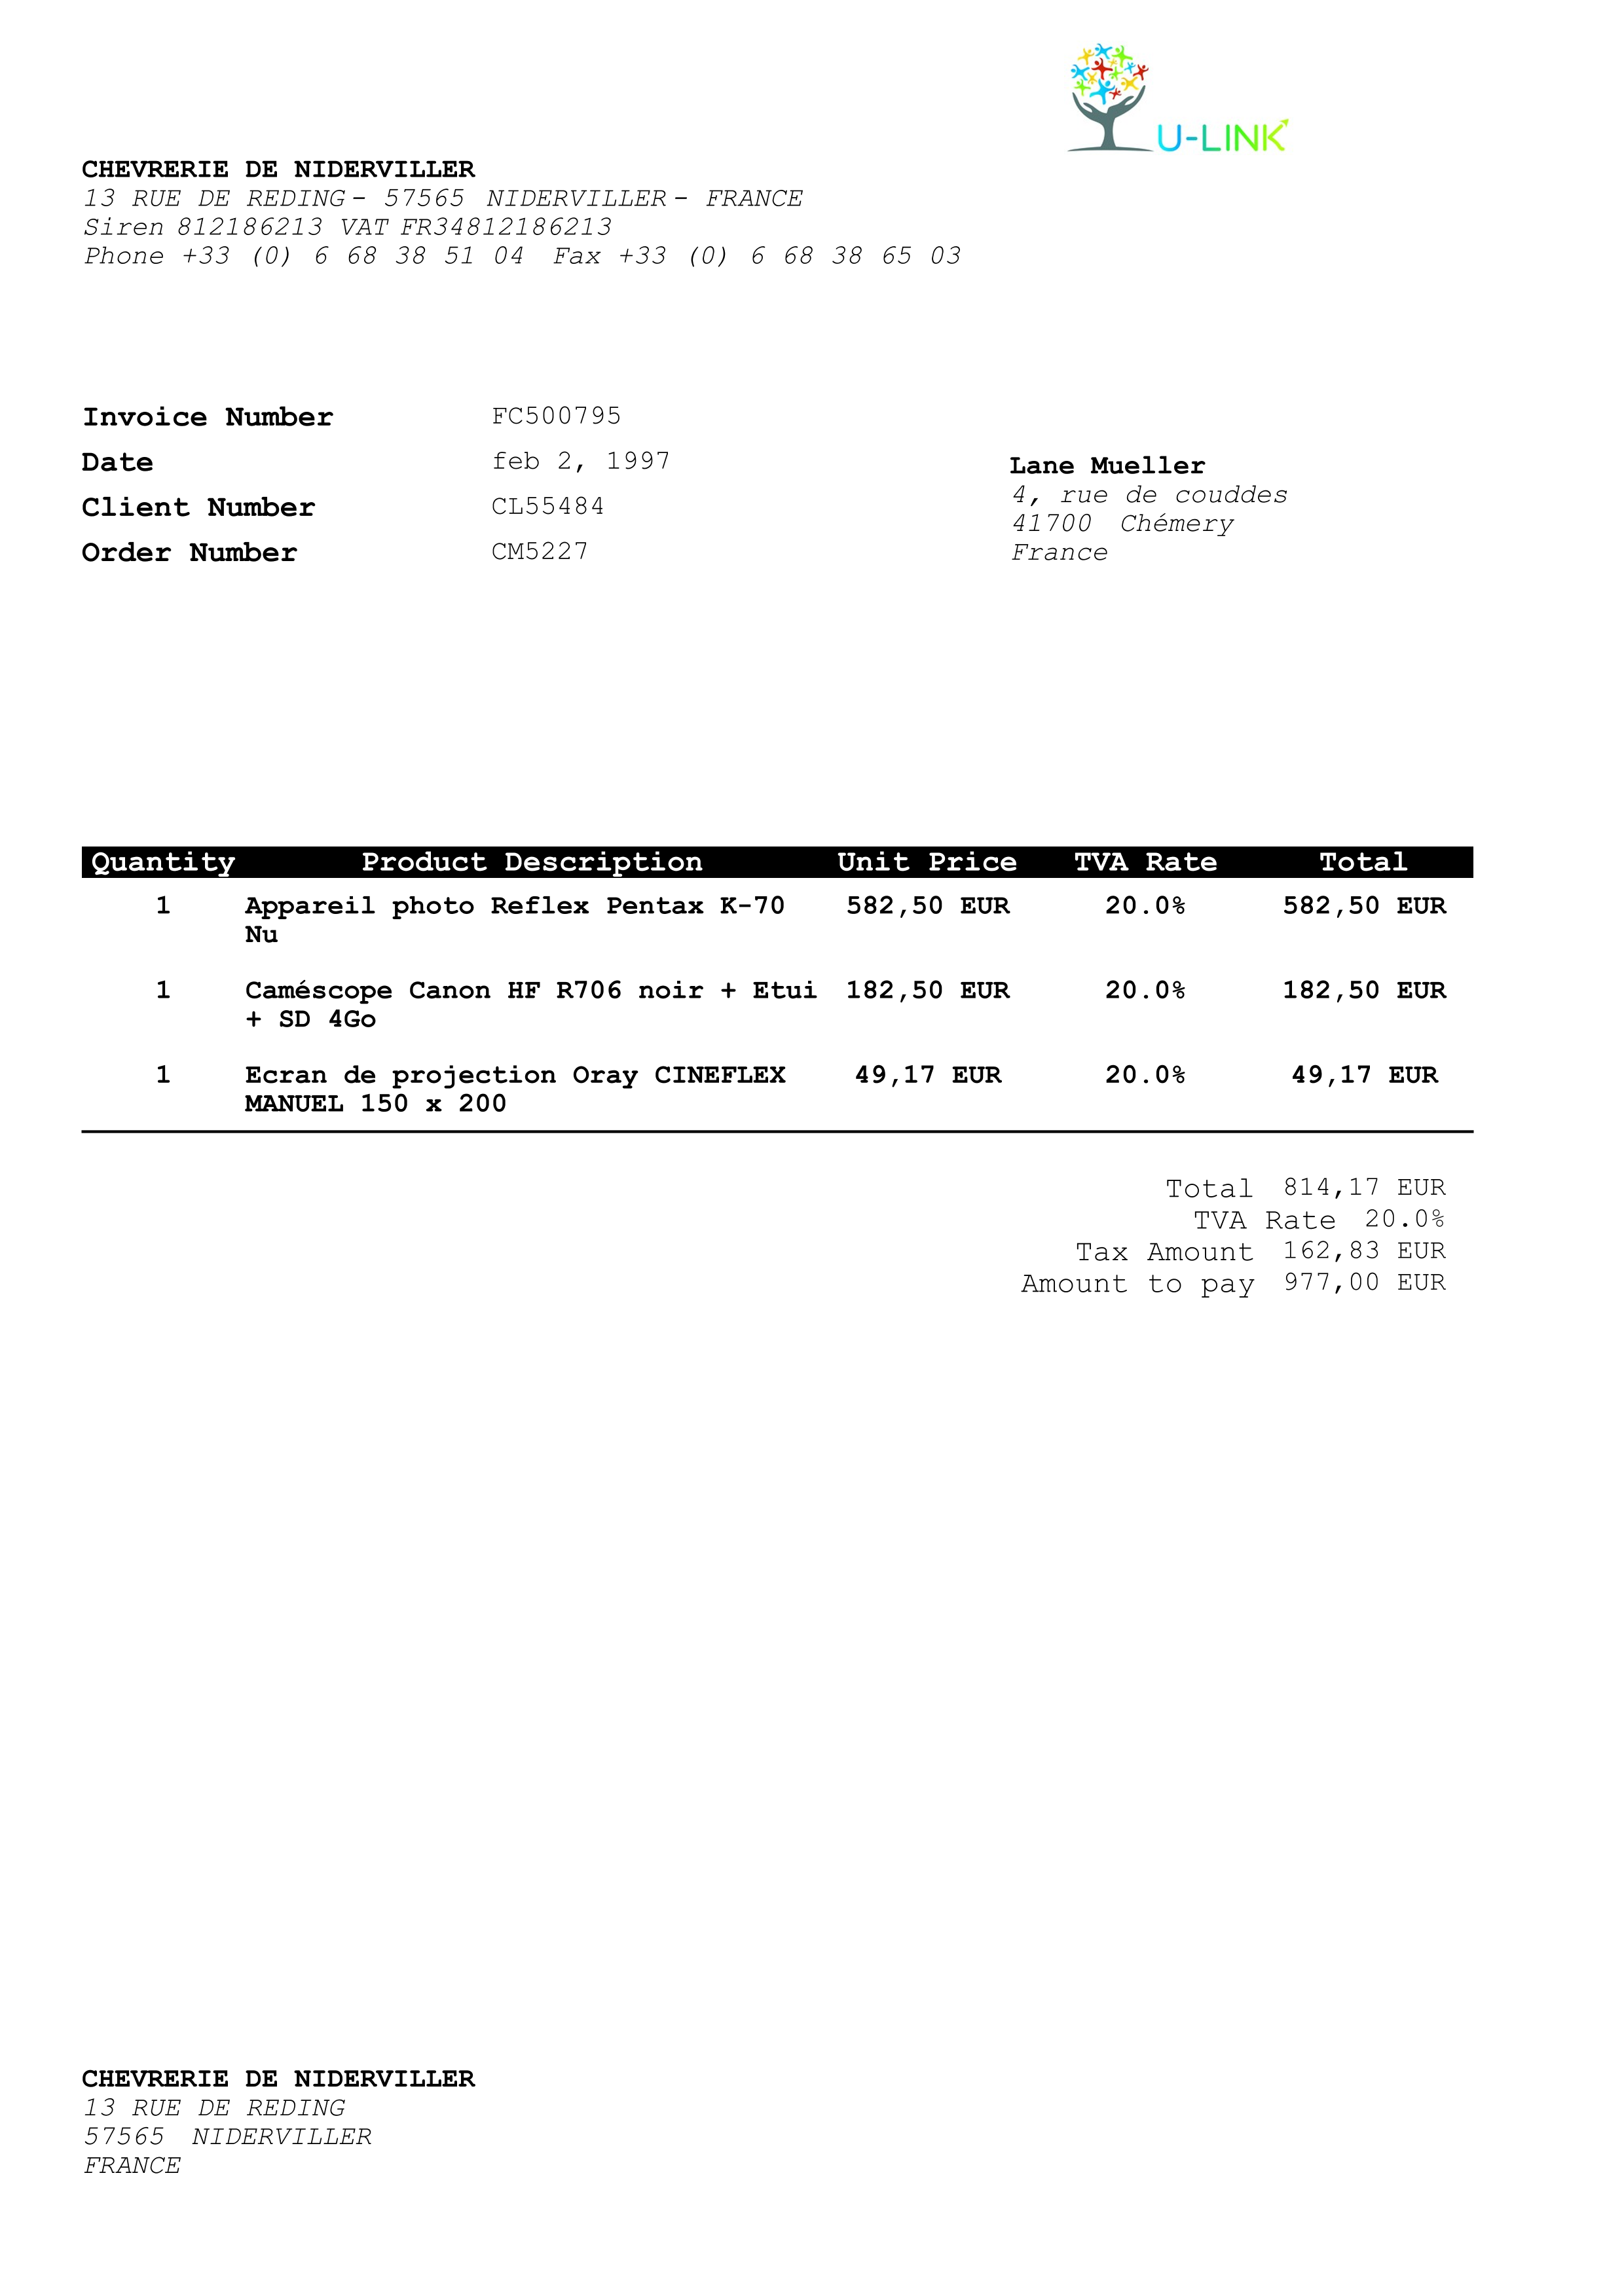 U-LINK
CHEVRERIE DE NIDERVILLER
13 RUE DE REDING - 57565 NIDERVILLER - FRANCE
Siren 812186213 VAT FR34812186213
Phone +33 (0) 6 68 38 51 04 Fax +33 (0) 6 68 38 65 03
Invoice Number FC500795
Date feb 2, 1997
Client Number CL55484
Order Number CM5227
Lane Mueller
4, rue de couddes
41700 Chémery
France
Quantity Product Description Unit Price TVA Rate Total
1 Appareil photo Reflex Pentax K-70 582,50 EUR 20.0% 582,50 EUR
Nu
1 Caméscope Canon HF R706 noir + Etui 182,50 EUR 20.0% 182,50 EUR
+ SD 4Go
1 Ecran de projection Oray CINEFLEX 49,17 EUR 20.0% 49,17 EUR
MANUEL 150 x 200
Total 814,17 EUR
TVA Rate 20.0%
Tax Amount 162,83 EUR
Amount to pay 977,00 EUR
CHEVRERIE DE NIDERVILLER
13 RUE DE REDING
57565 NIDERVILLER
FRANCE